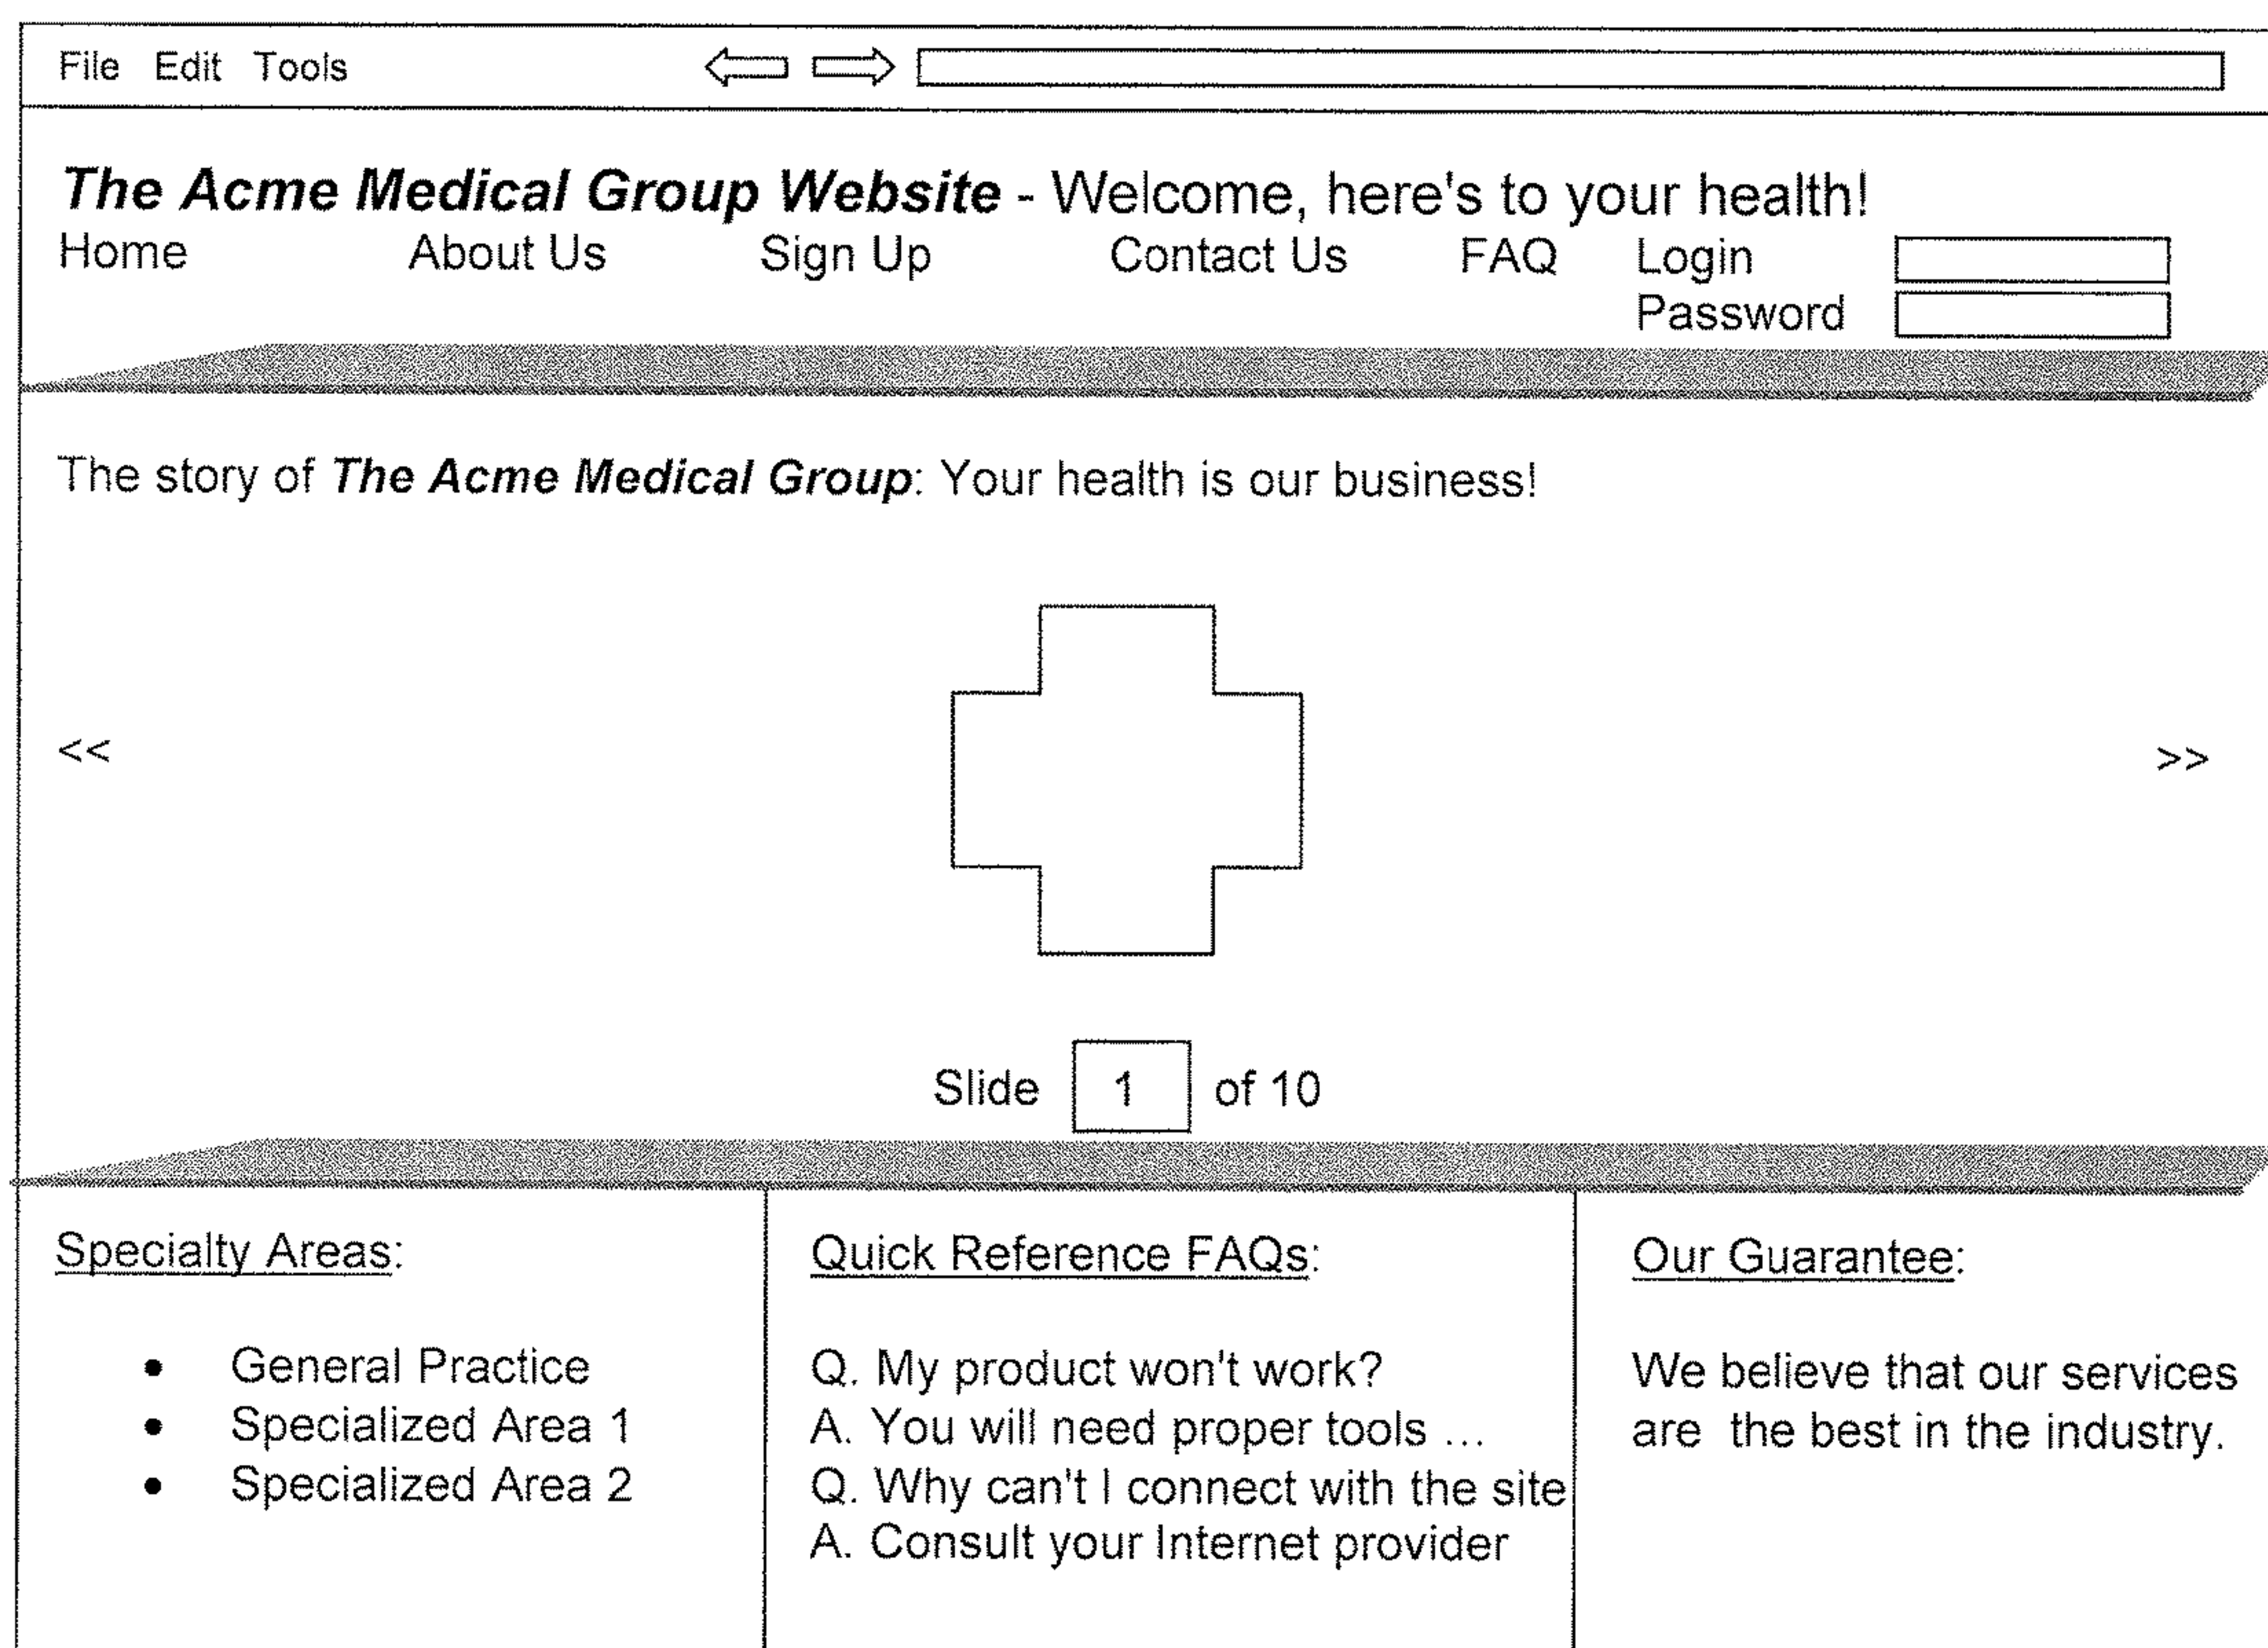 File Edit Tools
The Acme Medical Group Website - Welcome, here's to your health!
Home About Us Sign Up Contact Us FAQ Login
Password
The story of The Acme Medical Group: Your health is our business!
<< >>
Slide 1 of 10
Specialty Areas:
• General Practice
• Specialized Area 1
• Specialized Area 2
Quick Reference FAQs:
Q. My product won't work?
A. You will need proper tools ...
Q. Why can't I connect with the site
A. Consult your Internet provider
Our Guarantee:
We believe that our services
are the best in the industry.